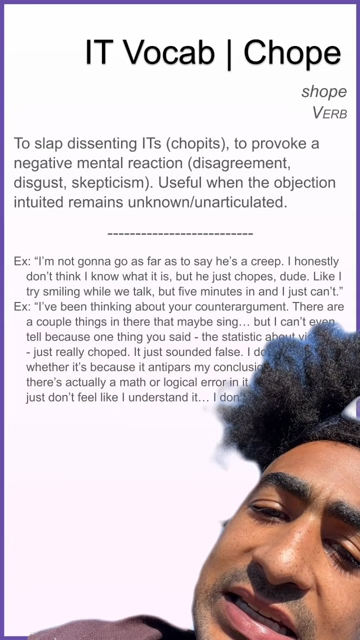 IT Vocab | Chope
shope
VERB
To slap dissenting ITs (chopits), to provoke a
negative mental reaction (disagreement,
disgust, skepticism). Useful when the objection
intuited remains unknown/unarticulated.
--------------------------
Ex: “I’m not gonna go as far as to say he’s a creep. I honestly
don’t think I know what it is, but he just chopes, dude. Like I
try smiling while we talk, but five minutes in and I just can’t.”
Ex: “I’ve been thinking about your counterargument. There are
a couple things in there that maybe sing… but I can’t even
tell because one thing you said - the statistic about
- just really choped. It just sounded false. I
whether it’s because it antipars my
there’s actually a math or logical error in it
just don’t feel like I understand it… I